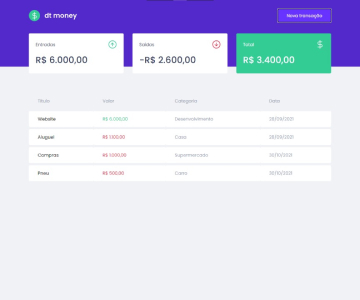 dt money
Nova transação
Entradas
Saídas
Total
R$ 6.000,00
-R$ 2.600,00
R$ 3.400,00
Título Valor Categoria Data
Website R$ 6.000,00 Desenvolvimento 28/09/2021
Aluguel R$ 1.100,00 Casa 28/09/2021
Compras R$ 1.000,00 Supermercado 30/10/2021
Pneu R$ 500,00 Carro 30/10/2021